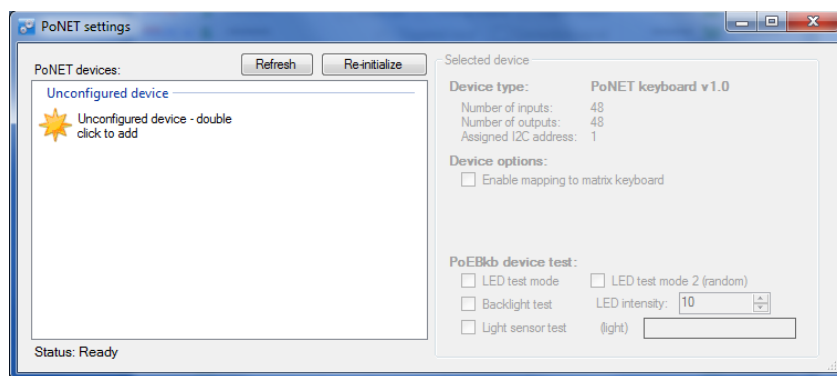 PoNET settings
PoNET devices:
Refresh
Re-initialize
Unconfigured device
Unconfigured device - double
click to add
Status: Ready
Selected device
Device type: PoNET keyboard v1.0
Number of inputs: 48
Number of outputs: 48
Assigned I2C address: 1
Device options:
Enable mapping to matrix keyboard
PoEBkb device test:
LED test mode LED test mode 2 (random)
Backlight test LED intensity: 10
Light sensor test (light)